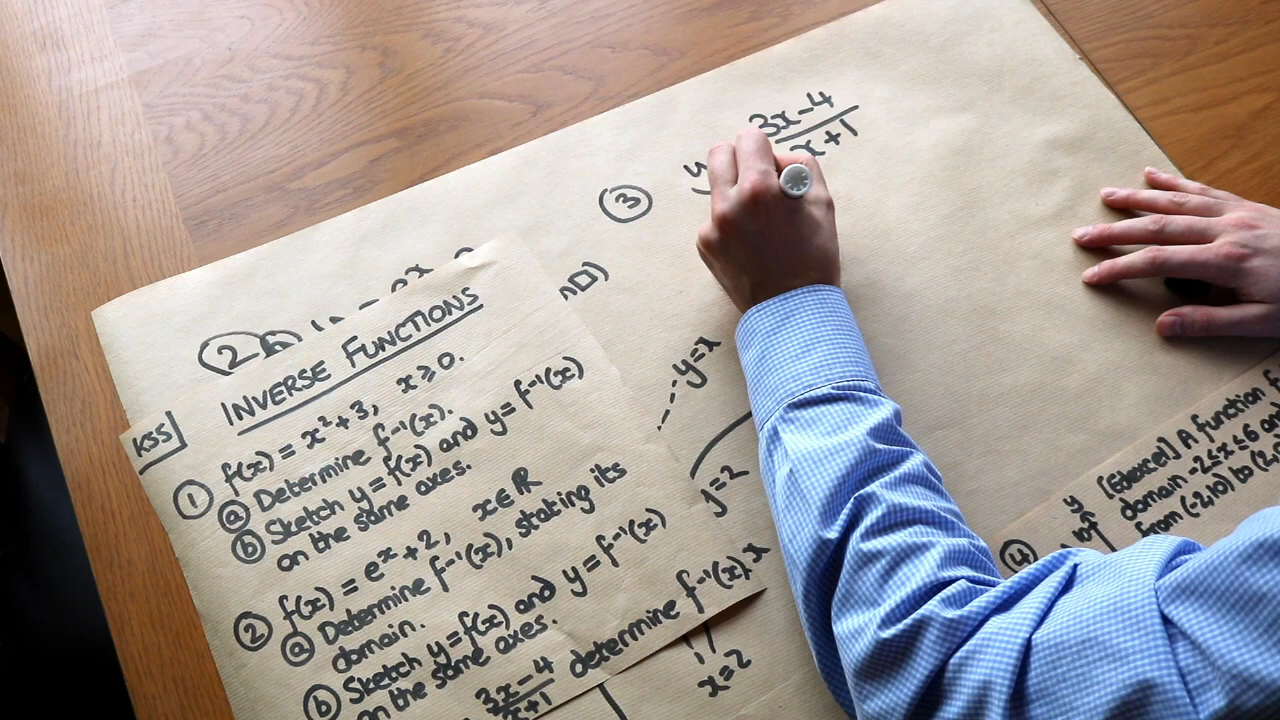 3x-4
y x+1
③
② ⓐ
y=x
y=2
x=2
KSS
INVERSE FUNCTIONS
① f(x) = x²+3, x⩾0.
ⓐ Determine f⁻¹(x).
ⓑ Sketch y=f(x) and y=f⁻¹(x)
on the same axes.
② f(x) = eˣ+2, x∈ℝ
ⓐ Determine f⁻¹(x), stating its
domain.
ⓑ Sketch y=f(x) and y=f⁻¹(x)
on the same axes.
3x-4
x+1 determine f⁻¹(x).
x
④ [Edexcel] A function f
domain -2≤x≤6
from (-2,10) to (2,
y
10